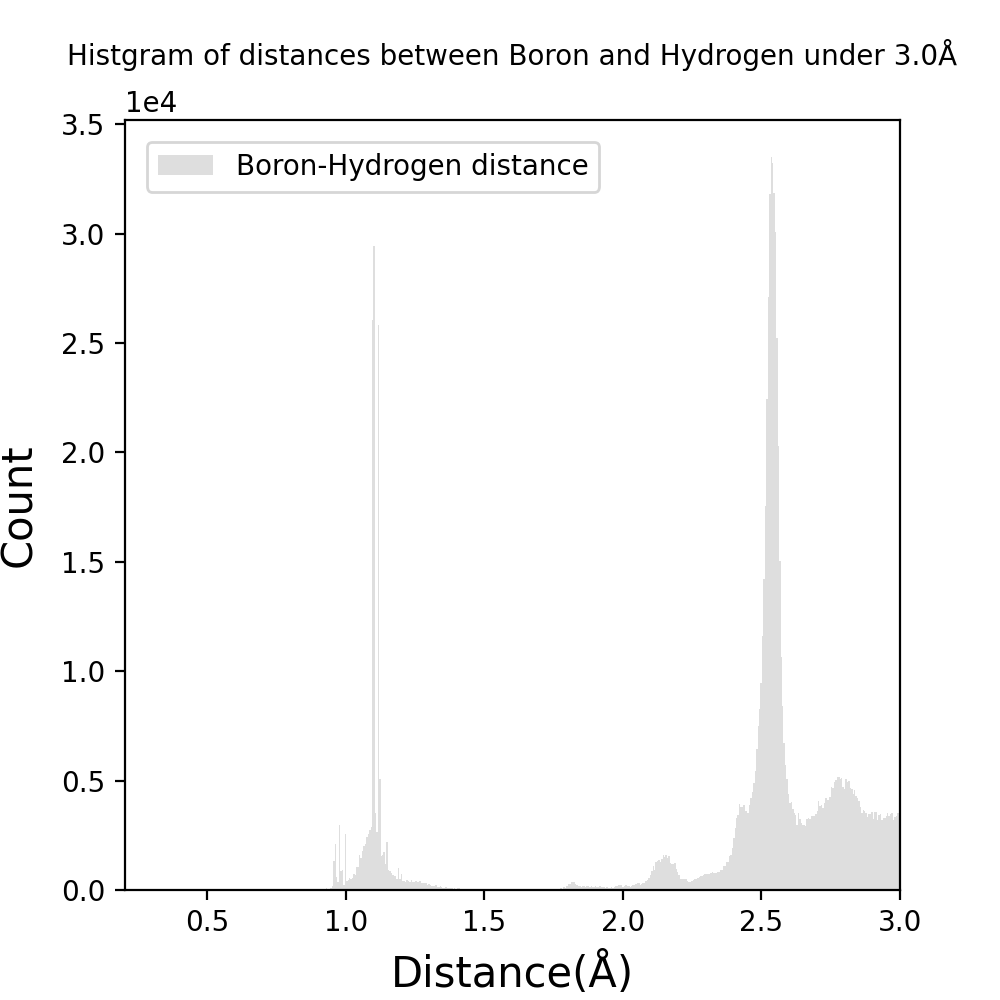 Histgram of distances between Boron and Hydrogen under 3.0Å
1e4
3.5
Boron-Hydrogen distance
3.0
2.5
2.0
Count
1.5
1.0
0.5
0.0
0.5 1.0 1.5 2.0 2.5 3.0
Distance(Å)